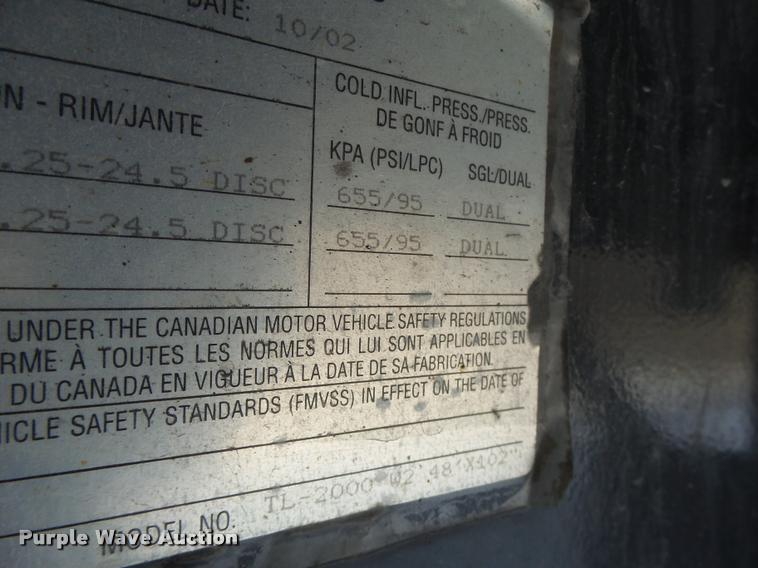 DATE: 10/02
N - RIM/JANTE
COLD INFL. PRESS./PRESS.
DE GONF À FROID
KPA (PSI/LPC) SGL/DUAL
.25-24.5 DISC 655/95 DUAL
.25-24.5 DISC 655/95 DUAL
UNDER THE CANADIAN MOTOR VEHICLE SAFETY REGULATIONS
RME À TOUTES LES NORMES QUI LUI SONT APPLICABLES EN
DU CANADA EN VIGUEUR À LA DATE DE SA FABRICATION.
HICLE SAFETY STANDARDS (FMVSS) IN EFFECT ON THE DATE OF
MODEL NO. TL-2000 W2 48'X102"
Purple Wave Auction